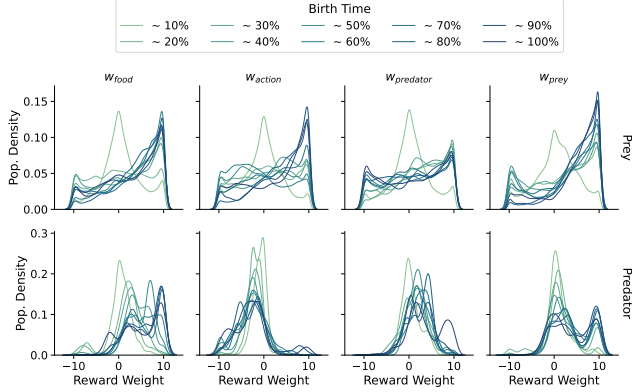 Birth Time
~ 10% ~ 30% ~ 50% ~ 70% ~ 90%
~ 20% ~ 40% ~ 60% ~ 80% ~ 100%
w_food w_action w_predator w_prey
Pop. Density
0.15
0.10
0.05
0.00
Prey
Pop. Density
0.3
0.2
0.1
0.0
Predator
−10 0 10 −10 0 10 −10 0 10 −10 0 10
Reward Weight Reward Weight Reward Weight Reward Weight